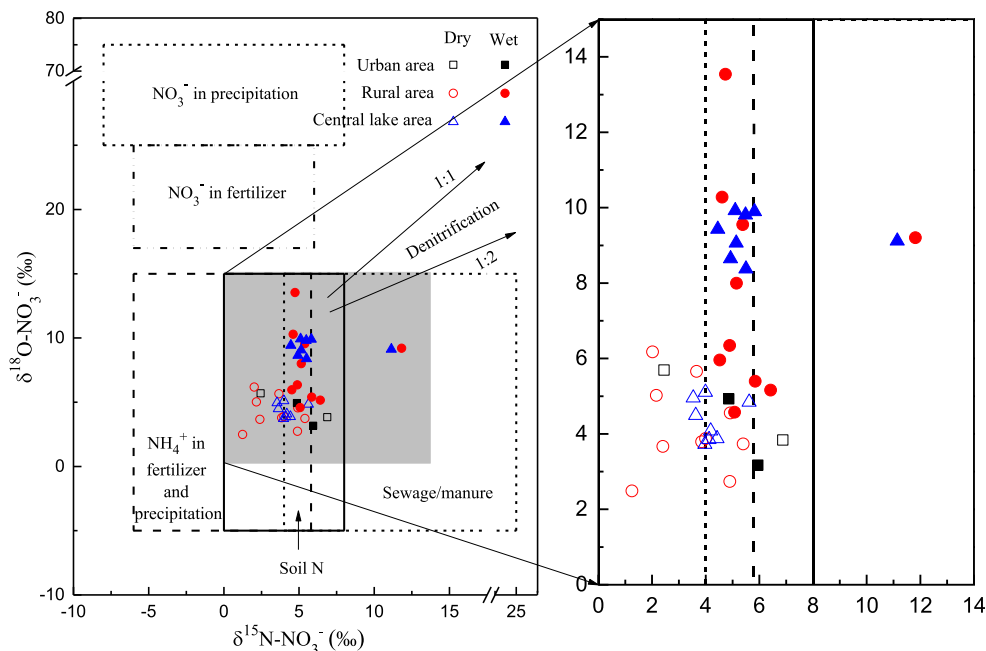 80
70
20
10
0
-10
δ¹⁸O-NO₃⁻ (‰)
-10
-5
0
5
10
15
25
δ¹⁵N-NO₃⁻ (‰)
Dry Wet
Urban area
Rural area
Central lake area
NO₃⁻ in precipitation
NO₃⁻ in fertilizer
1:1
Denitrification
1:2
NH₄⁺ in
fertilizer
and
precipitation
Sewage/manure
Soil N
14
12
10
8
6
4
2
0
0 2 4 6 8 10 12 14